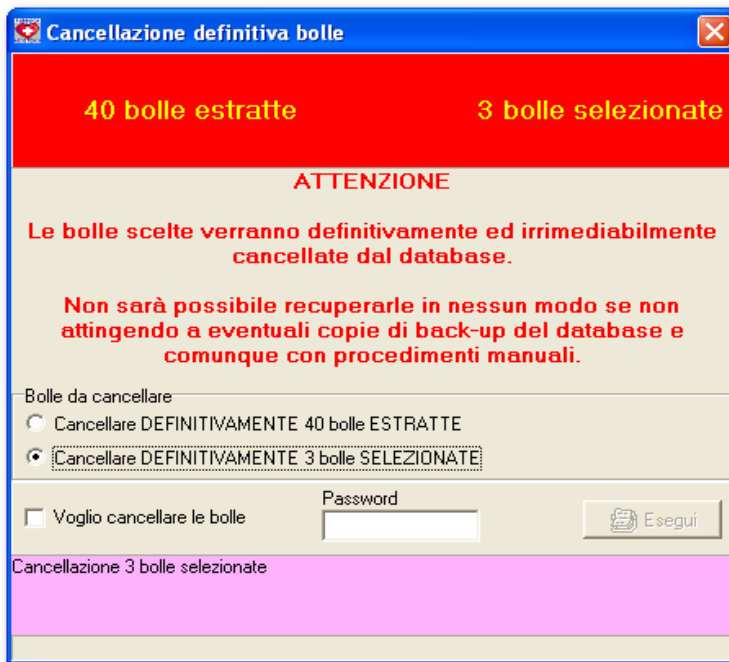 Cancellazione definitiva bolle
40 bolle estratte 3 bolle selezionate
ATTENZIONE
Le bolle scelte verranno definitivamente ed irrimediabilmente
cancellate dal database.
Non sarà possibile recuperarle in nessun modo se non
attingendo a eventuali copie di back-up del database e
comunque con procedimenti manuali.
Bolle da cancellare
Cancellare DEFINITIVAMENTE 40 bolle ESTRATTE
Cancellare DEFINITIVAMENTE 3 bolle SELEZIONATE
Password
Voglio cancellare le bolle
Esegui
Cancellazione 3 bolle selezionate